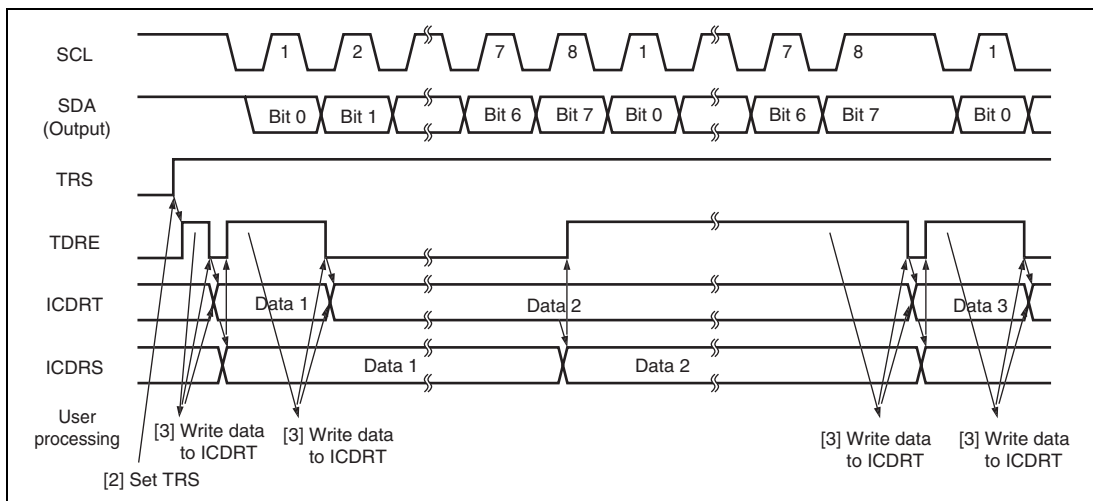 SCL 1 2 7 8 1 7 8 1
SDA
(Output)
Bit 0 Bit 1 Bit 6 Bit 7 Bit 0 Bit 6 Bit 7 Bit 0
TRS
TDRE
ICDRT Data 1 Data 2 Data 3
ICDRS Data 1 Data 2
User
processing
[3] Write data
to ICDRT
[3] Write data
to ICDRT
[3] Write data
to ICDRT
[3] Write data
to ICDRT
[2] Set TRS